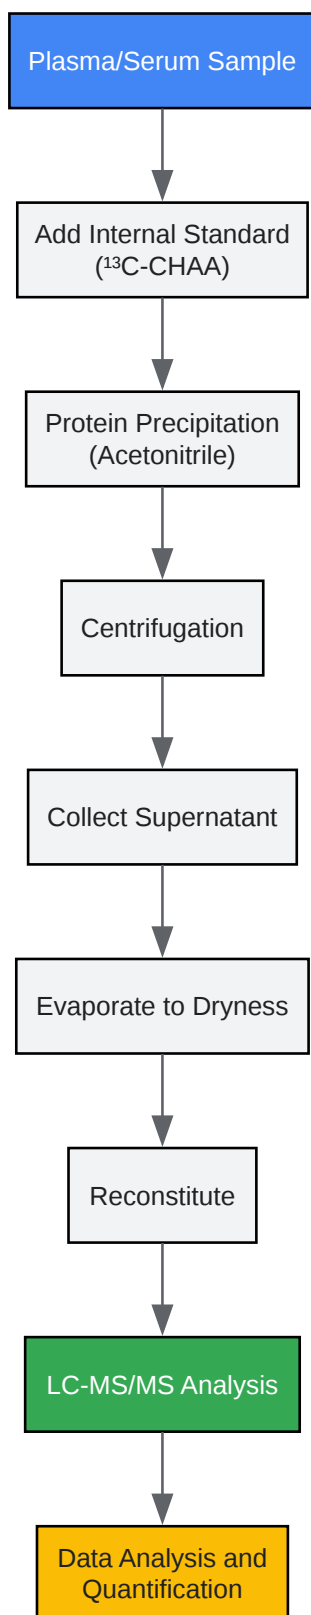 Plasma/Serum Sample
Add Internal Standard
(¹³C-CHAA)
Protein Precipitation
(Acetonitrile)
Centrifugation
Collect Supernatant
Evaporate to Dryness
Reconstitute
LC-MS/MS Analysis
Data Analysis and
Quantification